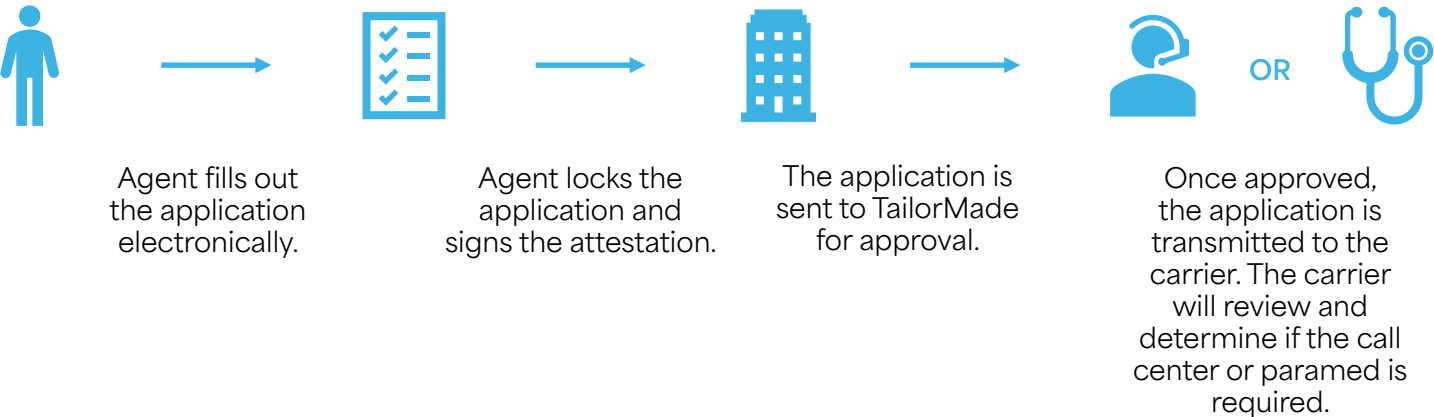 OR
Agent fills out
the application
electronically.
Agent locks the
application and
signs the attestation.
The application is
sent to TailorMade
for approval.
Once approved,
the application is
transmitted to the
carrier. The carrier
will review and
determine if the call
center or paramed is
required.